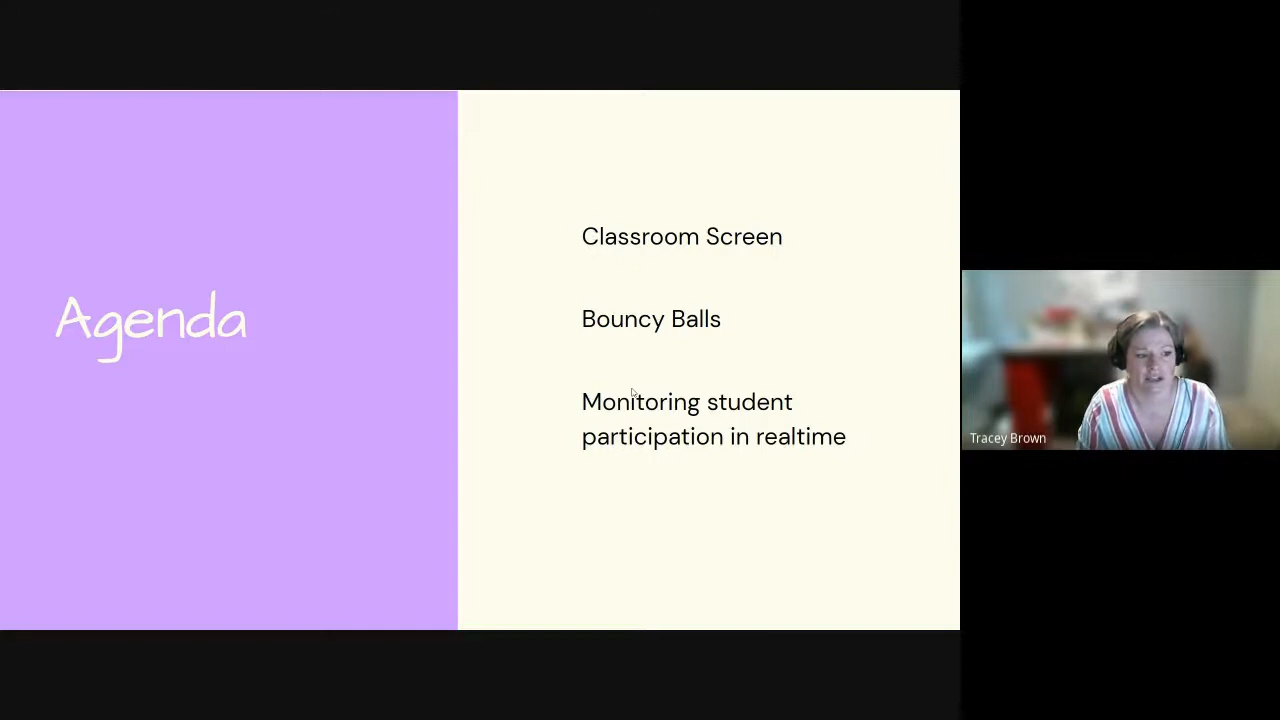 Agenda
Classroom Screen
Bouncy Balls
Monitoring student
participation in realtime
Tracey Brown